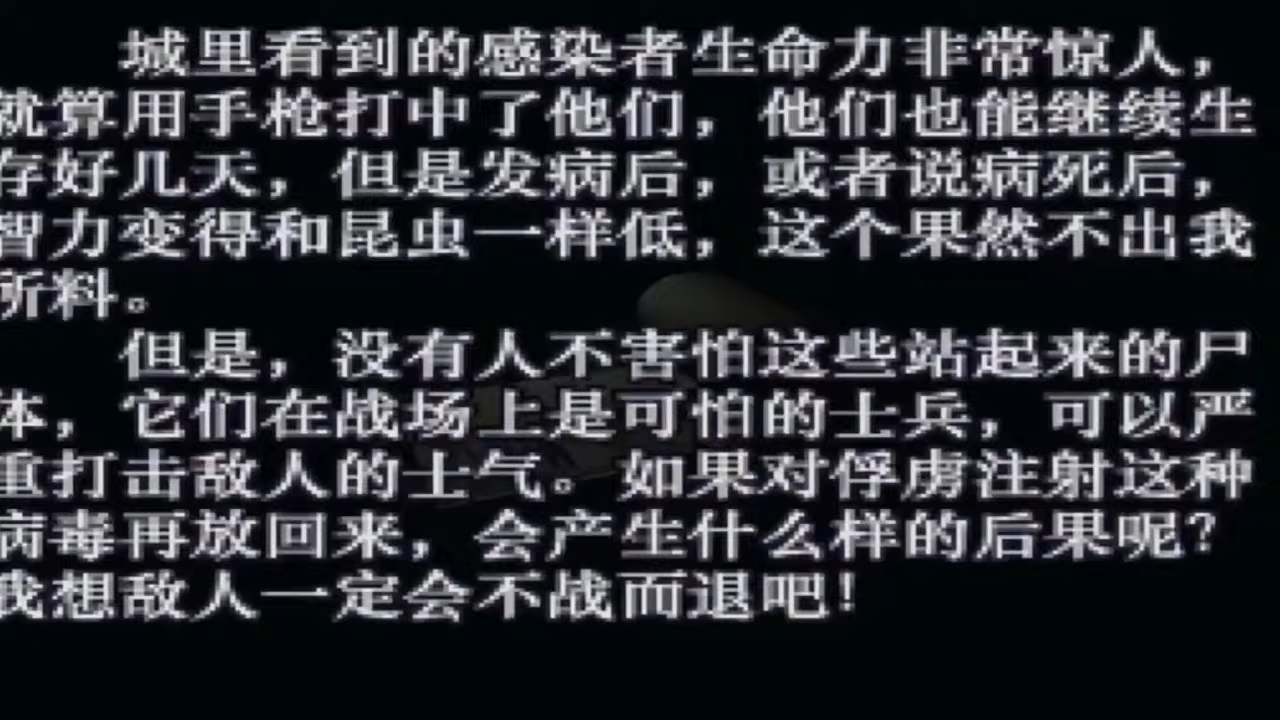 城里看到的感染者生命力非常惊人，
就算用手枪打中了他们，他们也能继续生
存好几天，但是发病后，或者说病死后，
智力变得和昆虫一样低，这个果然不出我
所料。
但是，没有人不害怕这些站起来的尸
体，它们在战场上是可怕的士兵，可以严
重打击敌人的士气。如果对俘虏注射这种
病毒再放回来，会产生什么样的后果呢？
我想敌人一定会不战而退吧！